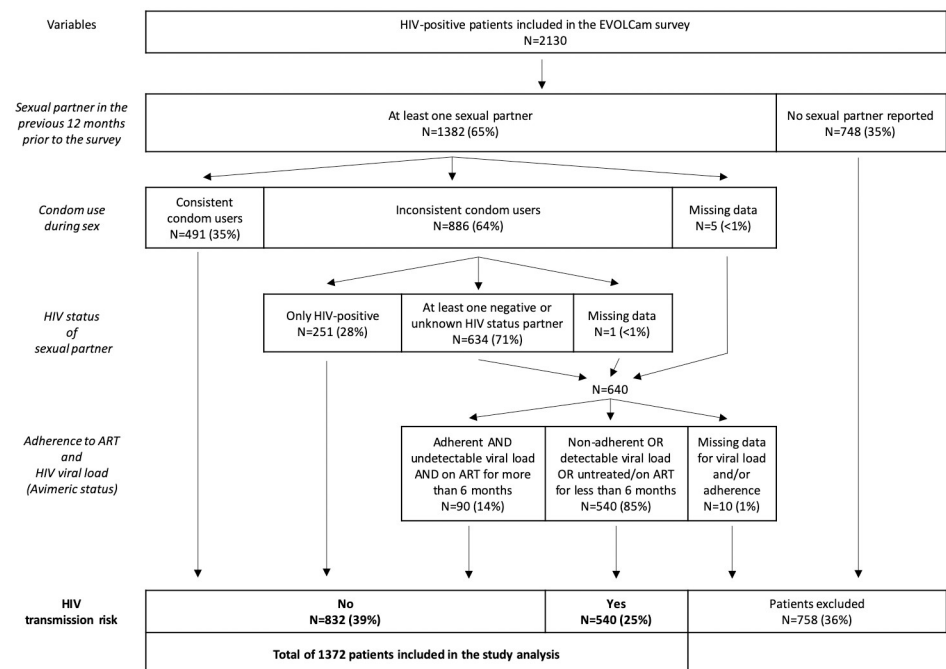 Variables
HIV-positive patients included in the EVOLCam survey
N=2130
Sexual partner in the
previous 12 months
prior to the survey
At least one sexual partner
N=1382 (65%)
No sexual partner reported
N=748 (35%)
Condom use
during sex
Consistent
condom users
N=491 (35%)
Inconsistent condom users
N=886 (64%)
Missing data
N=5 (<1%)
HIV status
of
sexual partner
Only HIV-positive
N=251 (28%)
At least one negative or
unknown HIV status partner
N=634 (71%)
Missing data
N=1 (<1%)
N=640
Adherence to ART
and
HIV viral load
(Avimeric status)
Adherent AND
undetectable viral load
AND on ART for more
than 6 months
N=90 (14%)
Non-adherent OR
detectable viral load
OR untreated/on ART
for less than 6 months
N=540 (85%)
Missing data
for viral load
and/or
adherence
N=10 (1%)
HIV
transmission risk
No
N=832 (39%)
Yes
N=540 (25%)
Patients excluded
N=758 (36%)
Total of 1372 patients included in the study analysis